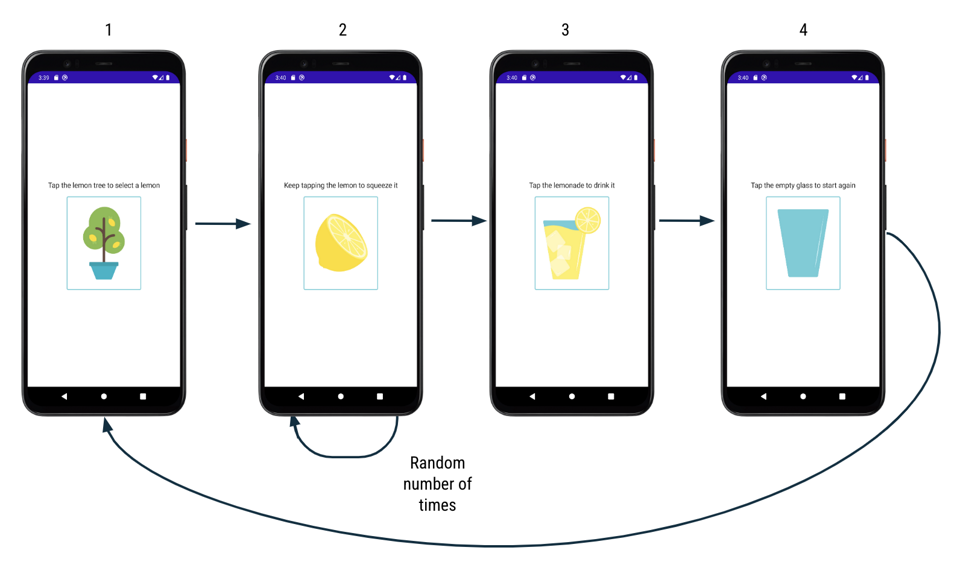 1
2
3
4
3:39
3:40
3:40
3:40
Tap the lemon tree to select a lemon
Keep tapping the lemon to squeeze it
Tap the lemonade to drink it
Tap the empty glass to start again
Random
number of
times